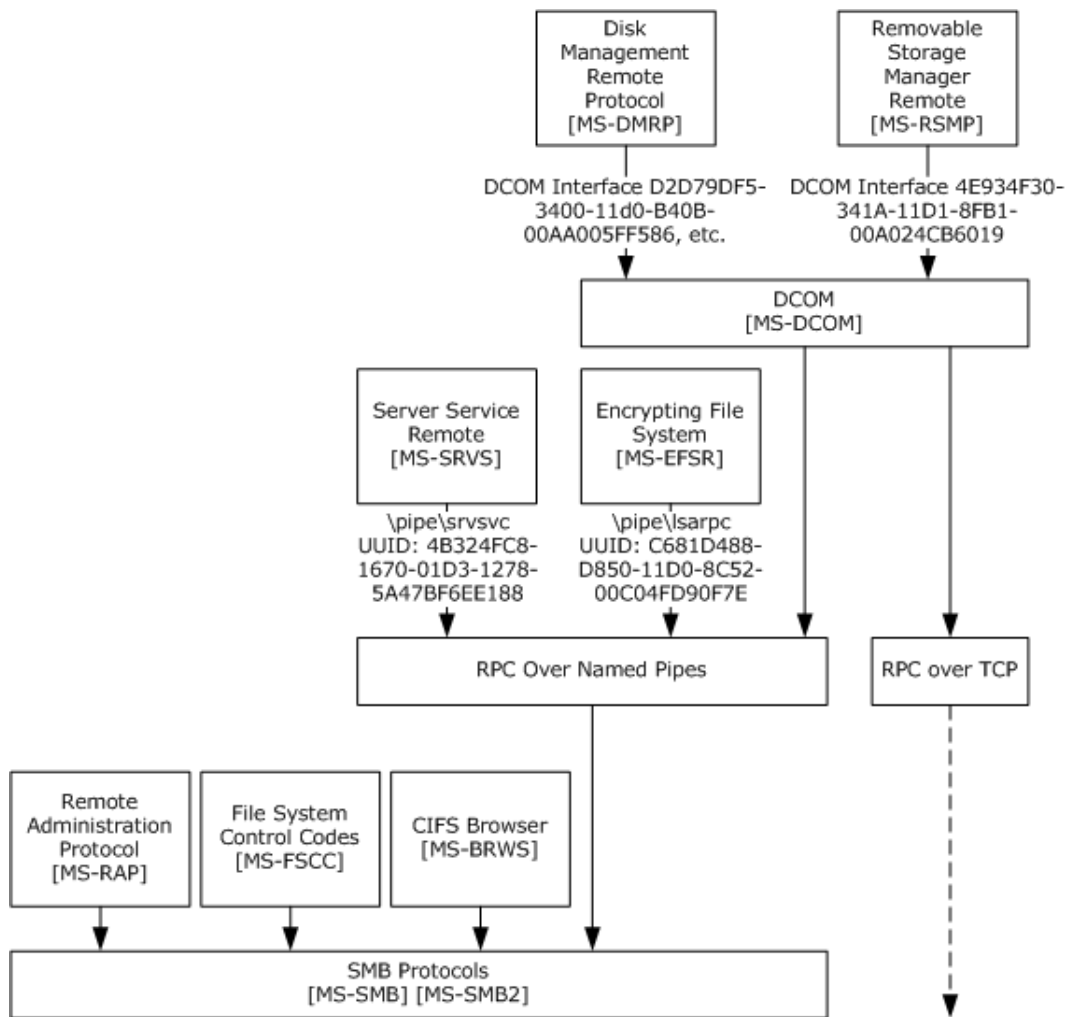 Disk
Management
Remote
Protocol
[MS-DMRP]
Removable
Storage
Manager
Remote
[MS-RSMP]
DCOM Interface D2D79DF5-
3400-11d0-B40B-
00AA005FF586, etc.
DCOM Interface 4E934F30-
341A-11D1-8FB1-
00A024CB6019
DCOM
[MS-DCOM]
Server Service
Remote
[MS-SRVS]
Encrypting File
System
[MS-EFSR]
\pipe\srvsvc
UUID: 4B324FC8-
1670-01D3-1278-
5A47BF6EE188
\pipe\lsarpc
UUID: C681D488-
D850-11D0-8C52-
00C04FD90F7E
RPC Over Named Pipes
RPC over TCP
Remote
Administration
Protocol
[MS-RAP]
File System
Control Codes
[MS-FSCC]
CIFS Browser
[MS-BRWS]
SMB Protocols
[MS-SMB] [MS-SMB2]